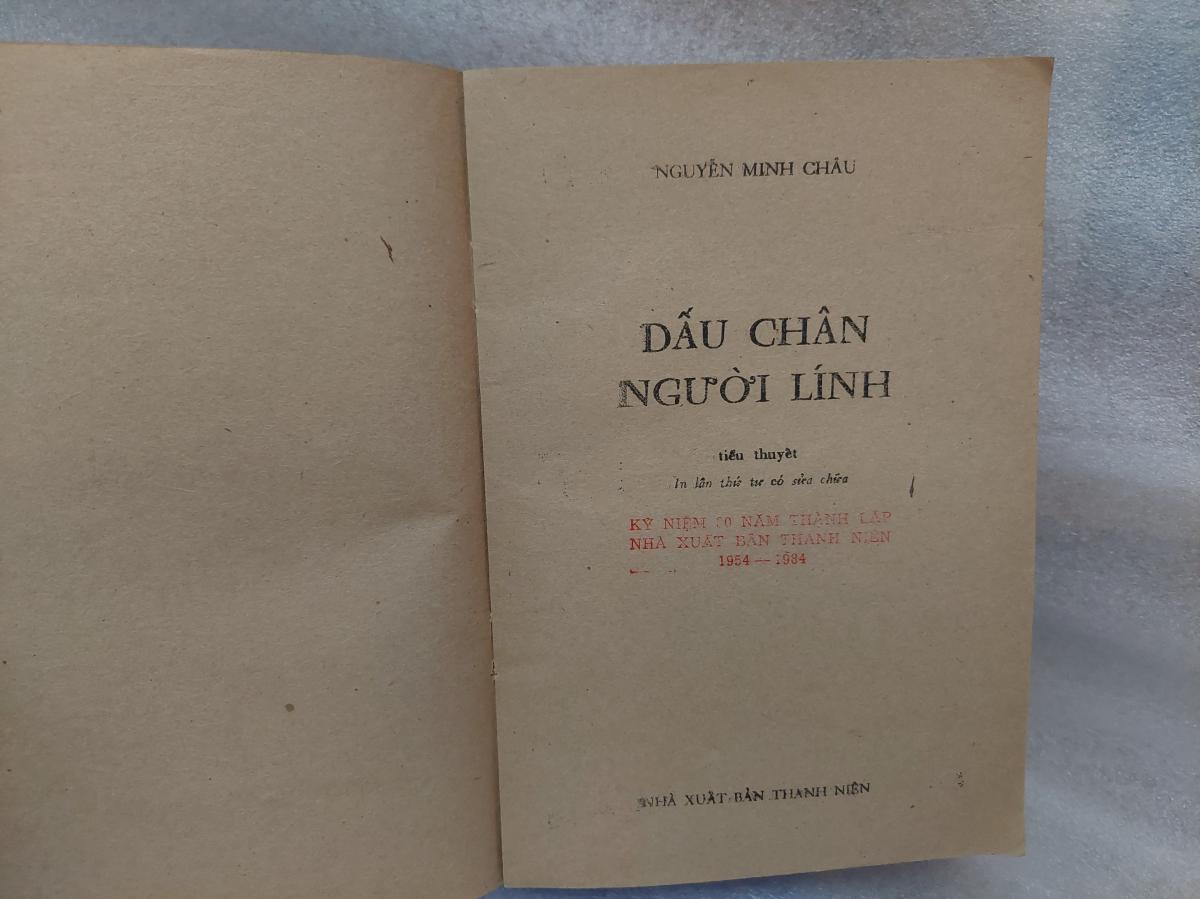 NGUYỄN MINH CHÂU
DẤU CHÂN
NGƯỜI LÍNH
tiểu thuyết
In lần thứ tư có sửa chữa
KỶ NIỆM 30 NĂM THÀNH LẬP
NHÀ XUẤT BẢN THANH NIÊN
1954 — 1984
NHÀ XUẤT BẢN THANH NIÊN